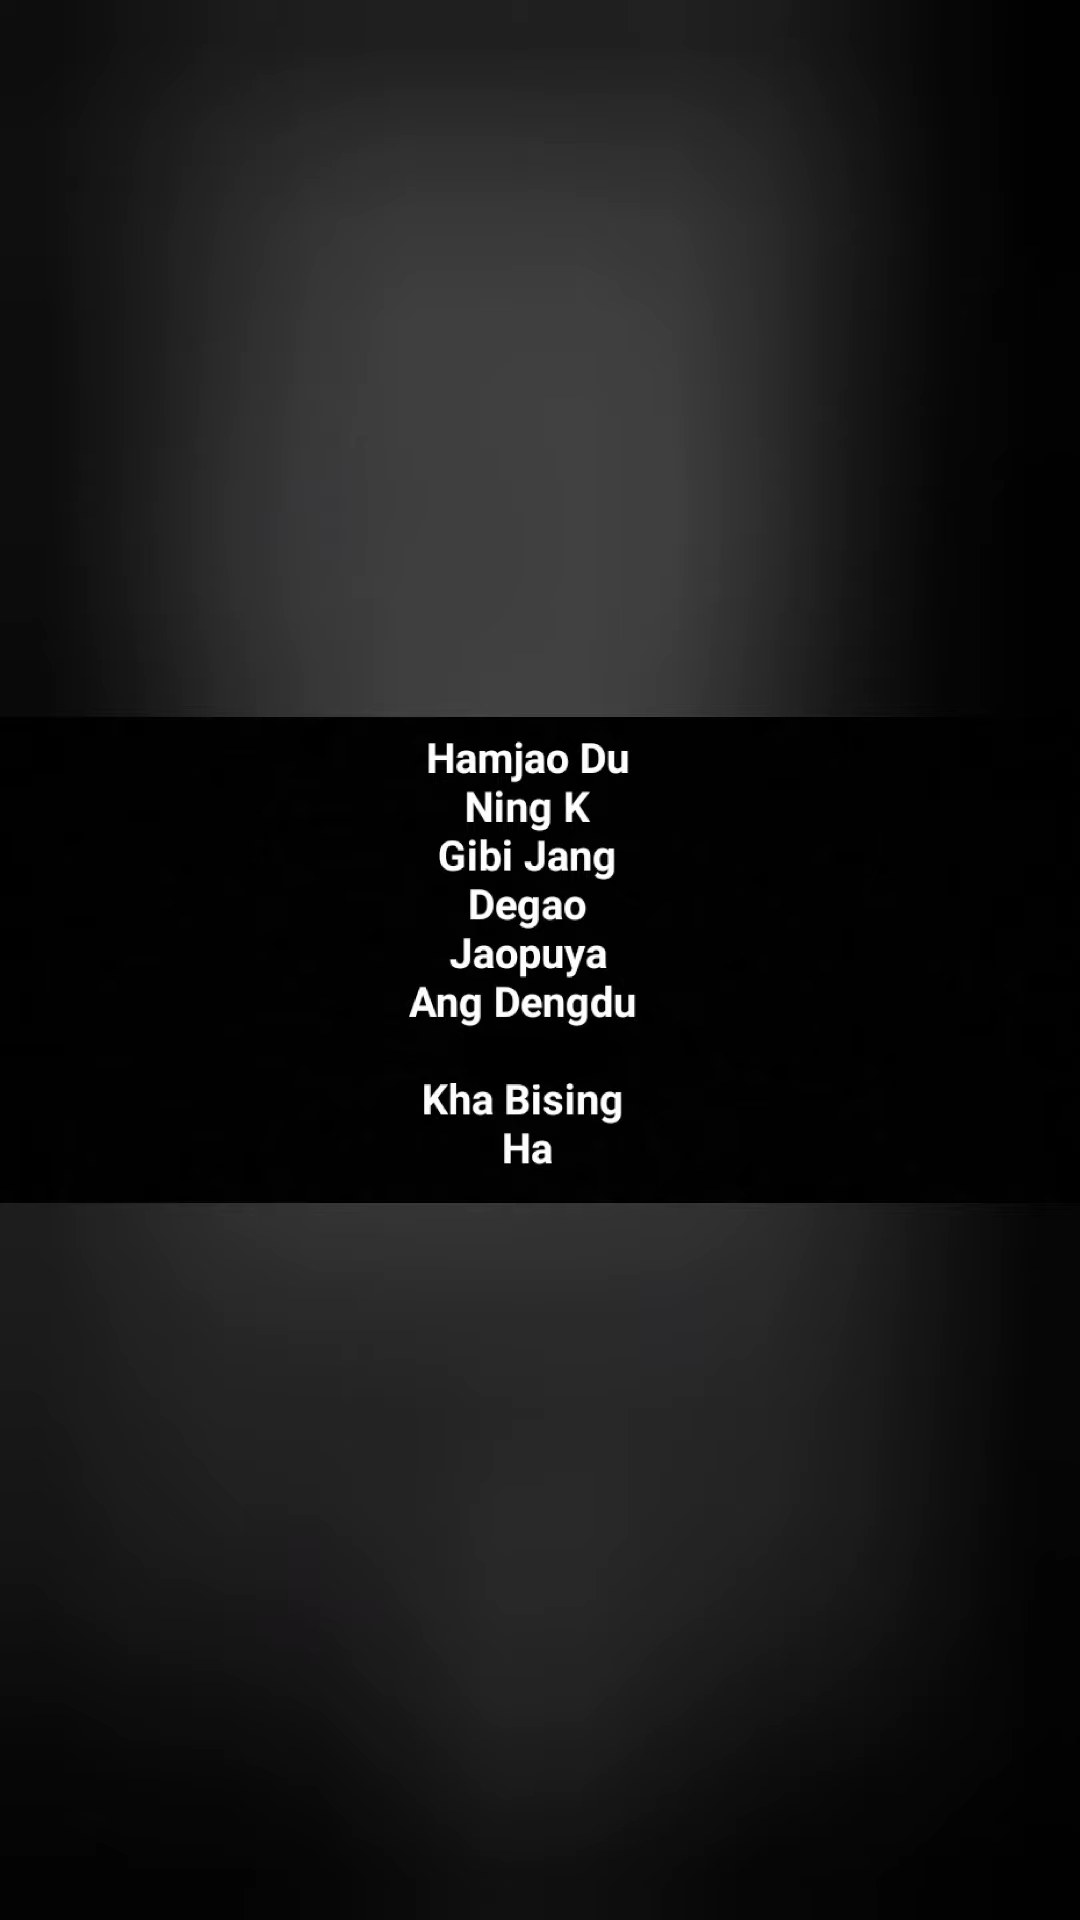 Hamjao Du
Ning K
Gibi Jang
Degao
Jaopuya
Ang Dengdu
Kha Bising
Ha